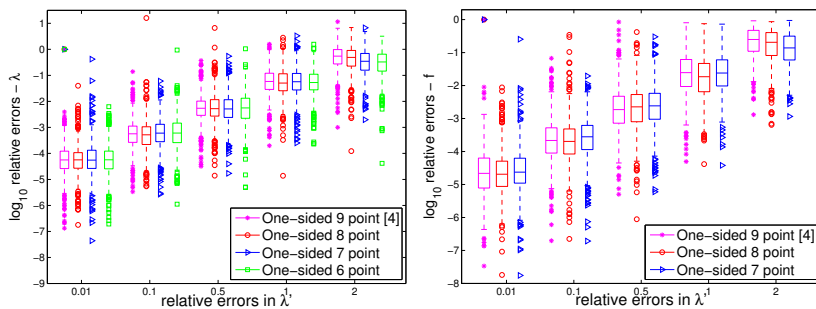 log10 relative errors – λ
2
1
0
−1
−2
−3
−4
−5
−6
−7
−8
−9
0.01 0.1 0.5 1 2
relative errors in λ'
One-sided 9 point [4]
One-sided 8 point
One-sided 7 point
One-sided 6 point
log10 relative errors – f
0
−1
−2
−3
−4
−5
−6
−7
−8
0.01 0.1 0.5 1 2
relative errors in λ'
One-sided 9 point [4]
One-sided 8 point
One-sided 7 point